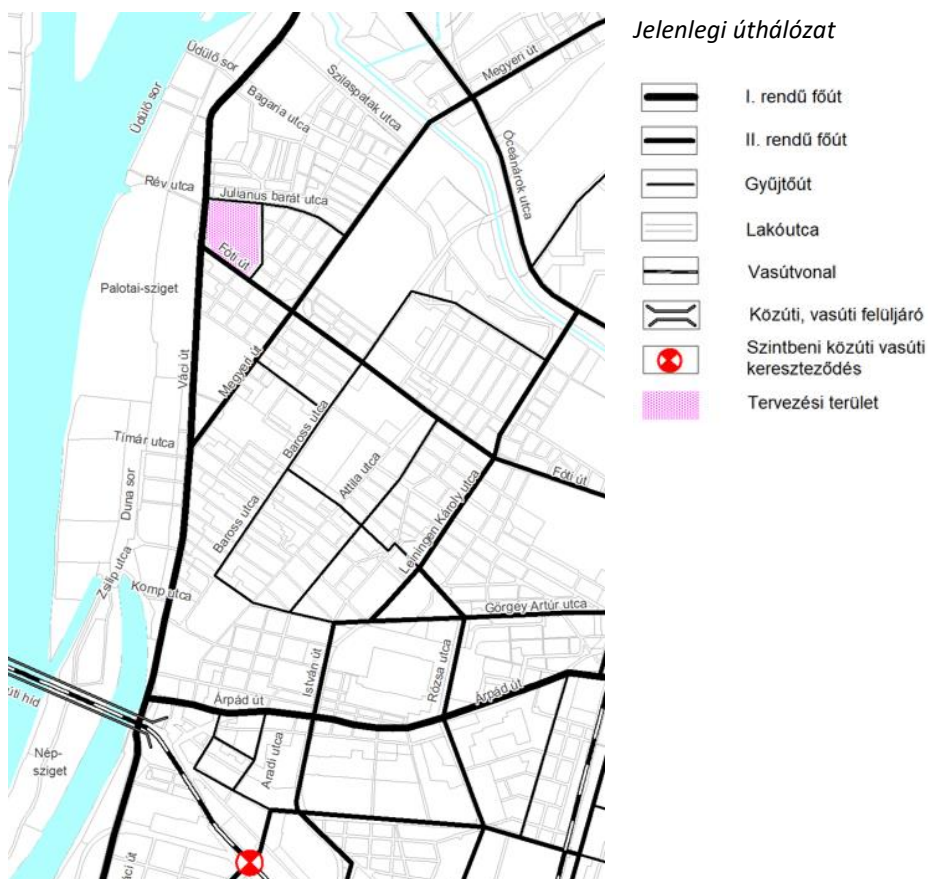 Jelenlegi úthálózat
I. rendű főút
II. rendű főút
Gyűjtőút
Lakóutca
Vasútvonal
Közúti, vasúti felüljáró
Szintbeni közúti vasúti
kereszteződés
Tervezési terület
Üdülő sor
Megyeri út
Szilaspatak utca
Bagaria utca
Üdülő sor
Óceánárok utca
Rév utca
Julianus barát utca
Fóti út
Palotai-sziget
Váci út
Megyeri út
Baross utca
Tímár utca
Attila utca
Fóti út
Duna sor
Leiningen Károly utca
Baross utca
Zsilip utca
Komp utca
Görgey Artúr utca
István út
Rózsa utca
Árpád út
Árpád út
úti híd
Aradi utca
Nép-
sziget
áci út